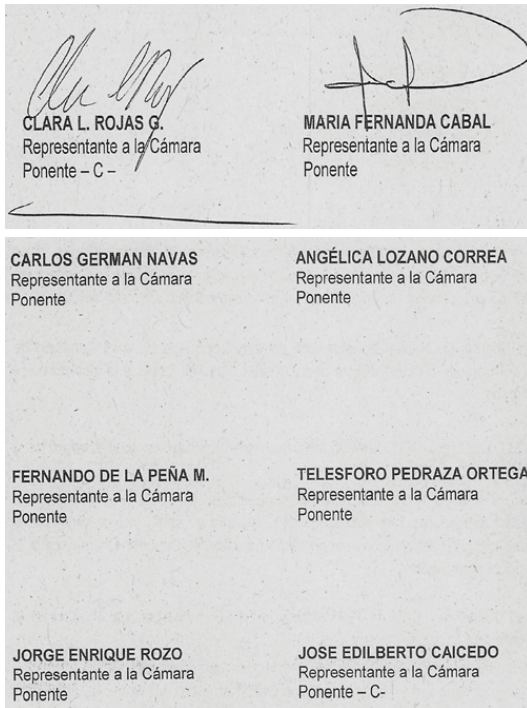 CLARA L. ROJAS G.
Representante a la Cámara
Ponente – C –
MARIA FERNANDA CABAL
Representante a la Cámara
Ponente
CARLOS GERMAN NAVAS
Representante a la Cámara
Ponente
ANGÉLICA LOZANO CORREA
Representante a la Cámara
Ponente
FERNANDO DE LA PEÑA M.
Representante a la Cámara
Ponente
TELESFORO PEDRAZA ORTEGA
Representante a la Cámara
Ponente
JORGE ENRIQUE ROZO
Representante a la Cámara
Ponente
JOSE EDILBERTO CAICEDO
Representante a la Cámara
Ponente – C-